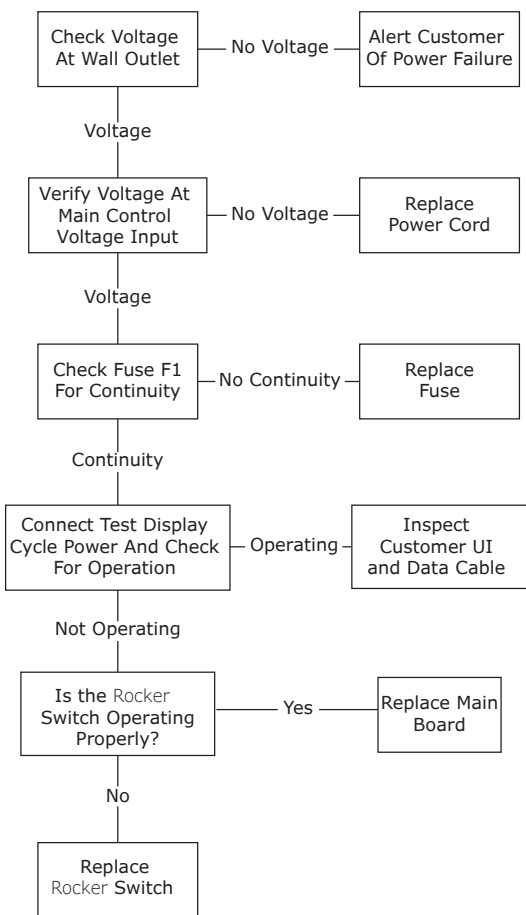 Check Voltage
At Wall Outlet
No Voltage
Alert Customer
Of Power Failure
Voltage
Verify Voltage At
Main Control
Voltage Input
No Voltage
Replace
Power Cord
Voltage
Check Fuse F1
For Continuity
No Continuity
Replace
Fuse
Continuity
Connect Test Display
Cycle Power And Check
For Operation
Operating
Inspect
Customer UI
and Data Cable
Not Operating
Is the Rocker
Switch Operating
Properly?
Yes
Replace Main
Board
No
Replace
Rocker Switch